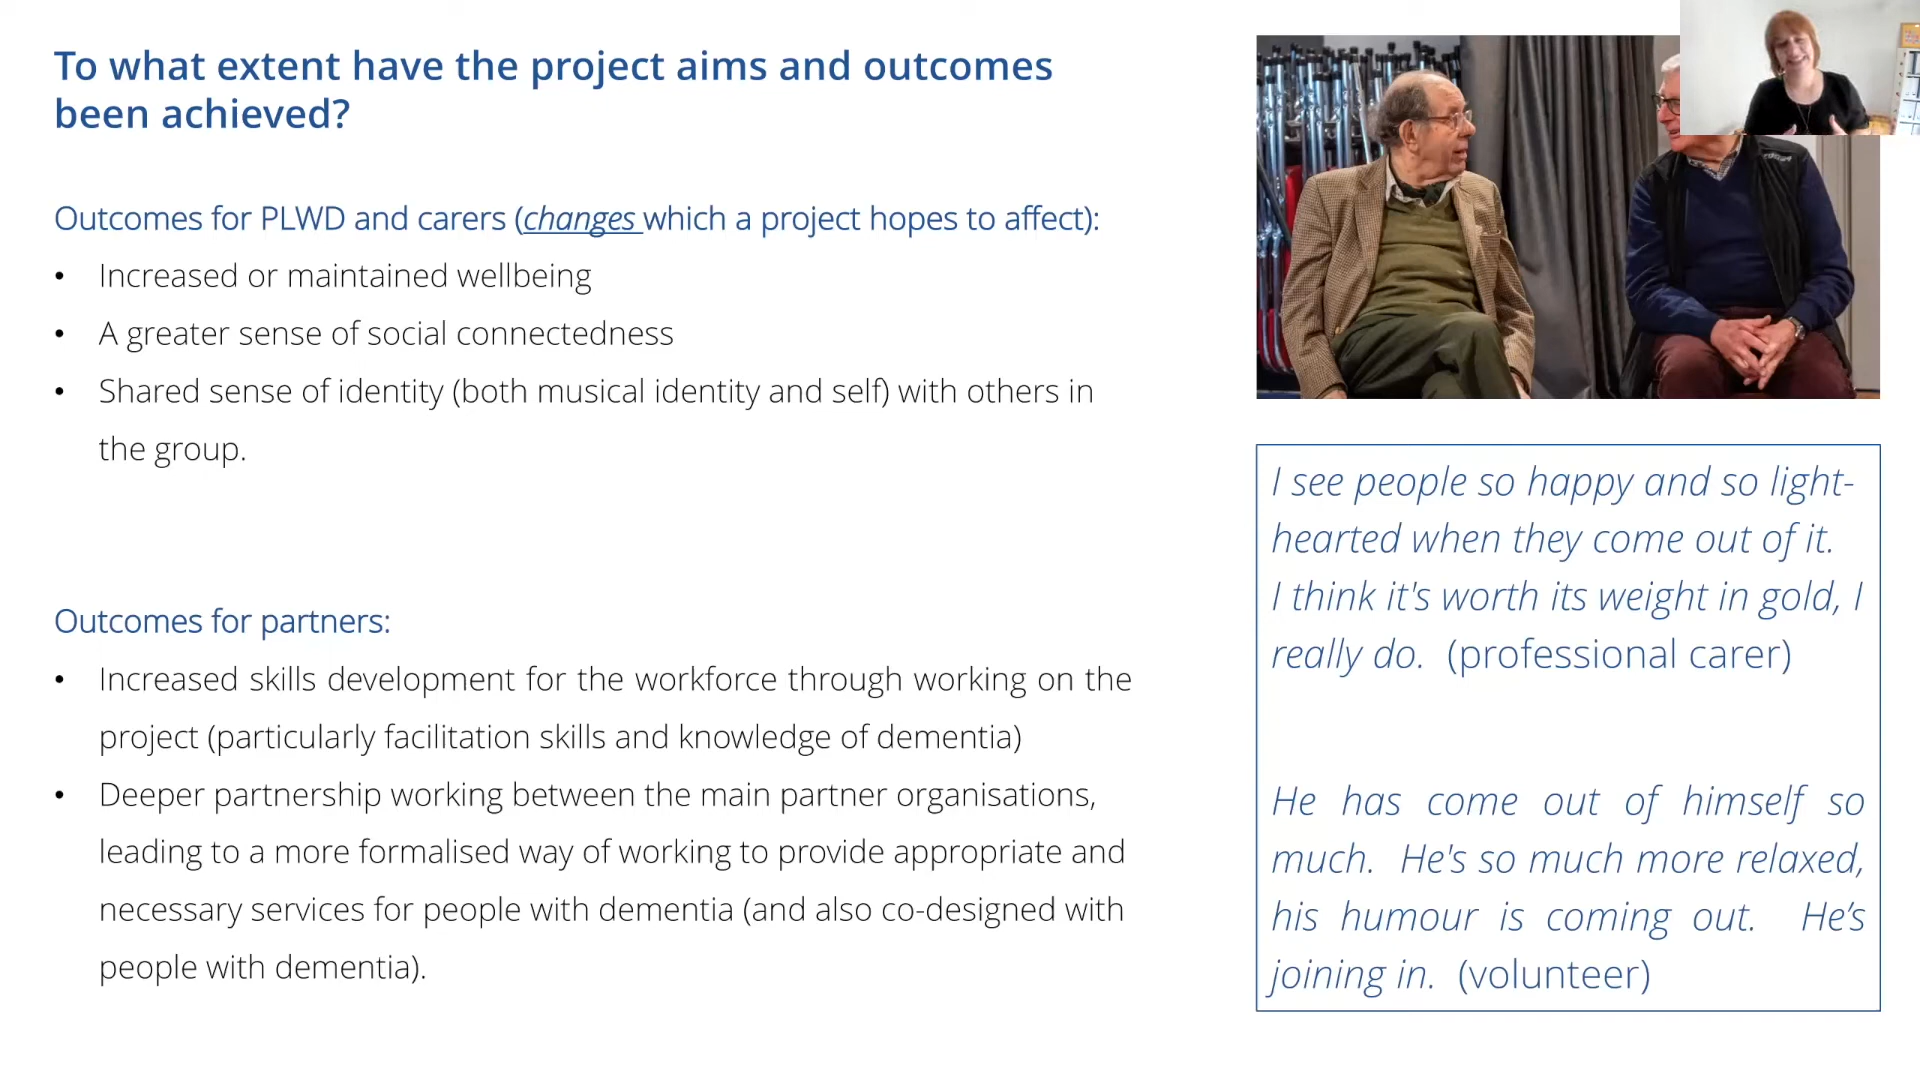 To what extent have the project aims and outcomes
been achieved?
Outcomes for PLWD and carers (changes which a project hopes to affect):
• Increased or maintained wellbeing
• A greater sense of social connectedness
• Shared sense of identity (both musical identity and self) with others in
the group.
Outcomes for partners:
• Increased skills development for the workforce through working on the
project (particularly facilitation skills and knowledge of dementia)
• Deeper partnership working between the main partner organisations,
leading to a more formalised way of working to provide appropriate and
necessary services for people with dementia (and also co-designed with
people with dementia).
I see people so happy and so light-
hearted when they come out of it.
I think it's worth its weight in gold, I
really do. (professional carer)
He has come out of himself so
much. He's so much more relaxed,
his humour is coming out. He’s
joining in. (volunteer)